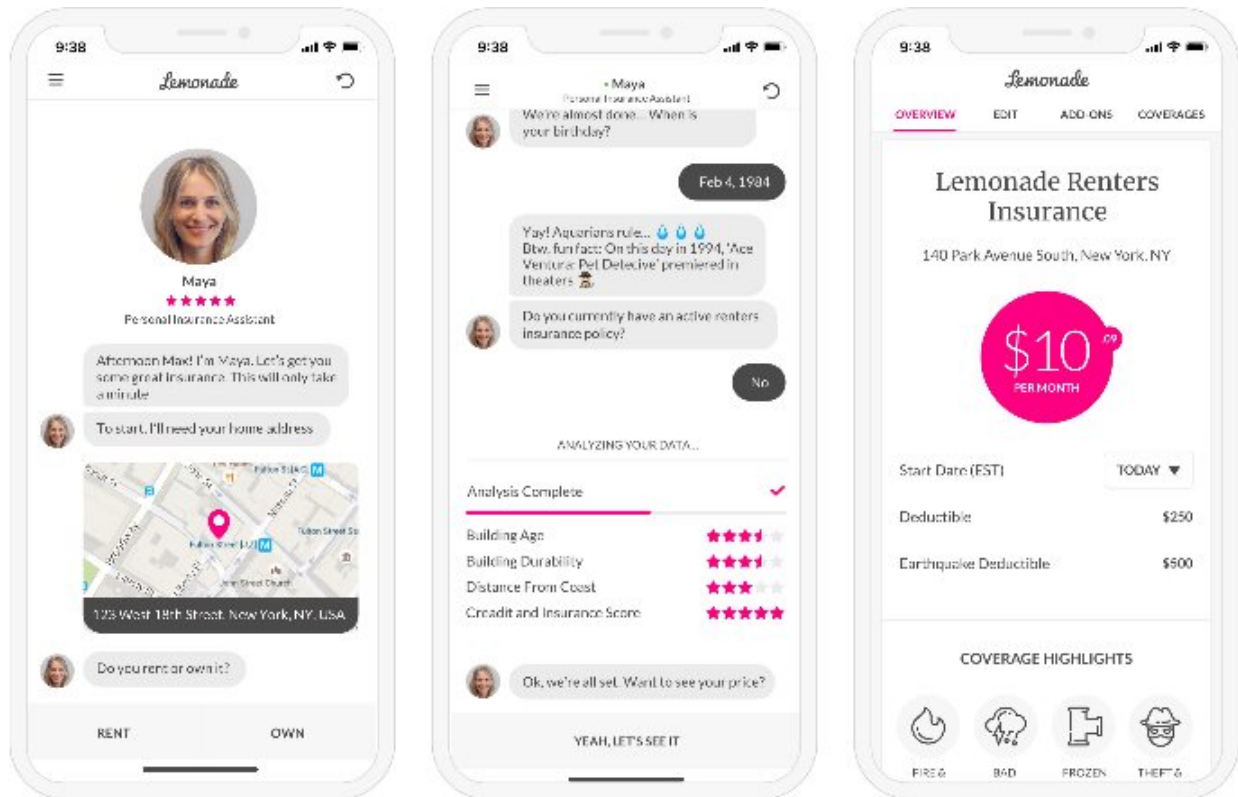 9:38
Lemonade
Maya
Personal Insurance Assistant
Afternoon Max! I'm Maya. Let's get you
some great insurance. This will only take
a minute
To start, I'll need your home address
Fulton Street
John Street Church
123 West 18th Street, New York, NY, USA
Do you rent or own it?
RENT
OWN
9:38
Maya
Personal Insurance Assistant
We're almost done... When is
your birthday?
Feb 4, 1984
Yay! Aquarians rule... 💧 💧 💧
Btw, fun fact: On this day in 1994, 'Ace
Ventura: Pet Detective' premiered in
theaters 🕵
Do you currently have an active renters
insurance policy?
No
ANALYZING YOUR DATA...
Analysis Complete
Building Age
Building Durability
Distance From Coast
Creadit and Insurance Score
Ok, we're all set. Want to see your price?
YEAH, LET'S SEE IT
9:38
Lemonade
OVERVIEW EDIT ADD-ONS COVERAGES
Lemonade Renters
Insurance
140 Park Avenue South, New York, NY
$10 .09
PER MONTH
Start Date (EST) TODAY ▼
Deductible $250
Earthquake Deductible $500
COVERAGE HIGHLIGHTS
FIRE & BAD FROZEN THEFT &